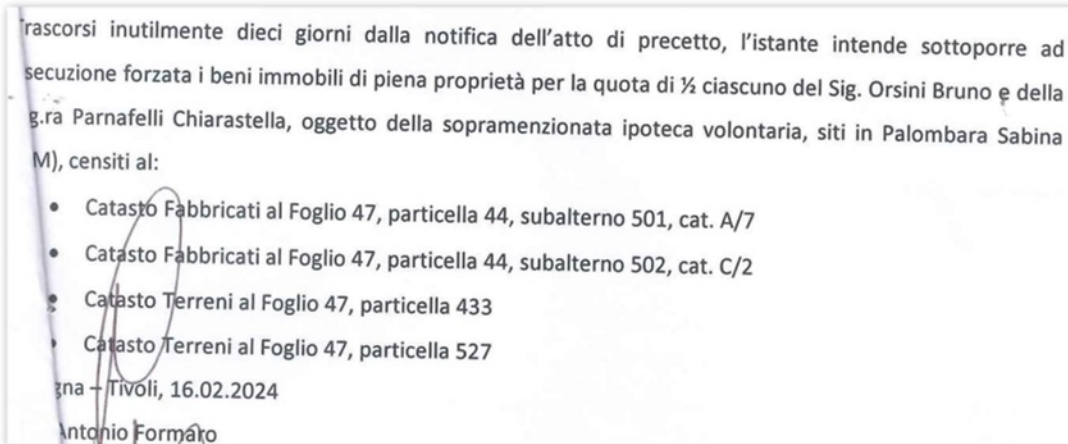 rascorsi inutilmente dieci giorni dalla notifica dell'atto di precetto, l'istante intende sottoporre ad
secuzione forzata i beni immobili di piena proprietà per la quota di ½ ciascuno del Sig. Orsini Bruno e della
g.ra Parnafelli Chiarastella, oggetto della sopramenzionata ipoteca volontaria, siti in Palombara Sabina
M), censiti al:
• Catasto Fabbricati al Foglio 47, particella 44, subalterno 501, cat. A/7
• Catasto Fabbricati al Foglio 47, particella 44, subalterno 502, cat. C/2
• Catasto Terreni al Foglio 47, particella 433
• Catasto Terreni al Foglio 47, particella 527
gna – Tivoli, 16.02.2024
Antonio Formaro